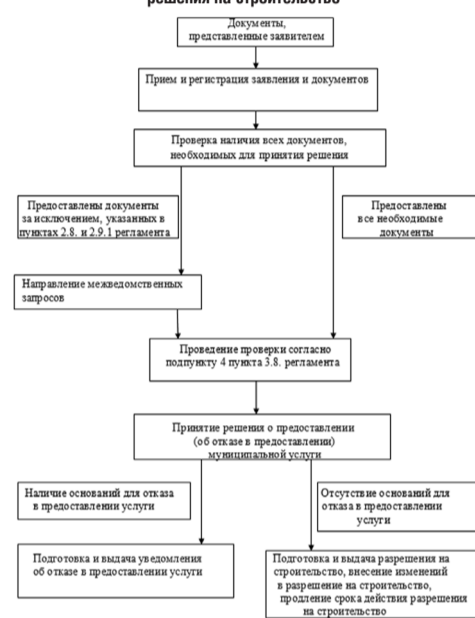 решения на строительство
Документы,
представленные заявителем
Прием и регистрация заявления и документов
Проверка наличия всех документов,
необходимых для принятия решения
Предоставлены документы
за исключением, указанных в
пунктах 2.8. и 2.9.1 регламента
Предоставлены
все необходимые
документы
Направление межведомственных
запросов
Проведение проверки согласно
подпункту 4 пункта 3.8. регламента
Принятие решения о предоставлении
(об отказе в предоставлении)
муниципальной услуги
Наличие оснований для отказа
в предоставлении услуги
Отсутствие оснований для
отказа в предоставлении
услуги
Подготовка и выдача уведомления
об отказе в предоставлении услуги
Подготовка и выдача разрешения на
строительство, внесение изменений
в разрешение на строительство,
продление срока действия разрешения
на строительство